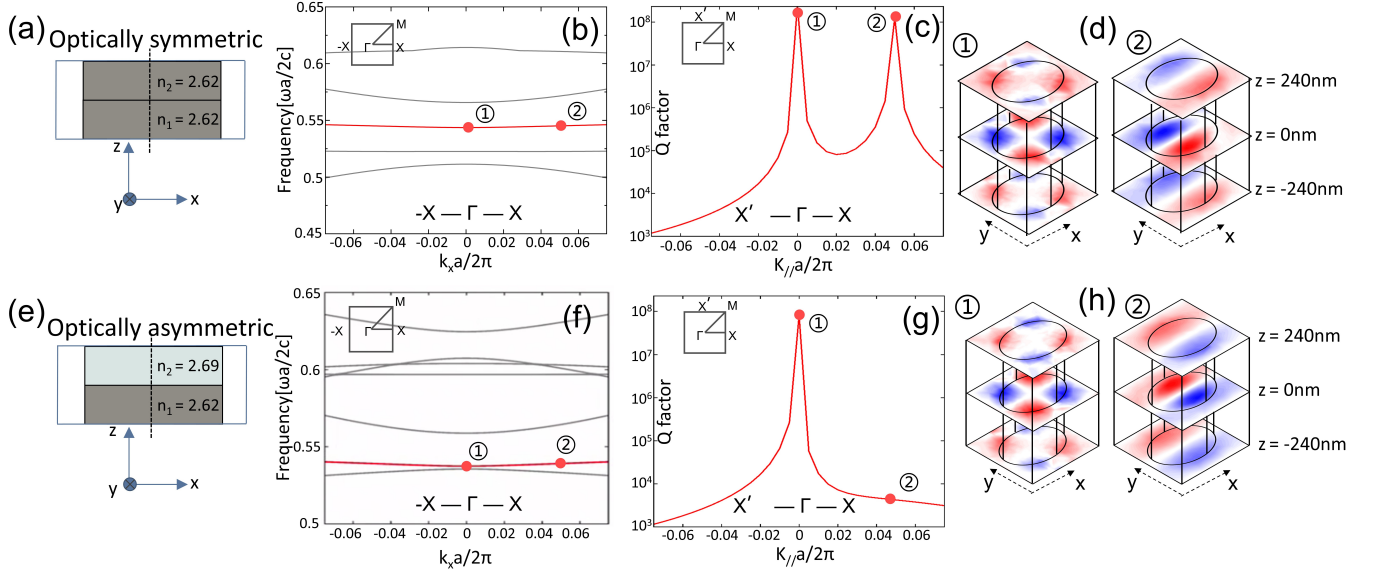 (a)
Optically symmetric
n2 = 2.62
n1 = 2.62
z
y
x
(b)
Frequency[ωa/2c]
0.65
0.6
0.55
0.5
0.45
-0.06 -0.04 -0.02 0 0.02 0.04 0.06
kxa/2π
M
-X Γ X
① ②
-X — Γ — X
(c)
Q factor
10^8
10^7
10^6
10^5
10^4
10^3
-0.06 -0.04 -0.02 0 0.02 0.04 0.06
K//a/2π
X′ M
Γ X
① ②
X′ — Γ — X
(d)
① ②
z = 240nm
z = 0nm
z = -240nm
y x
(e)
Optically asymmetric
n2 = 2.69
n1 = 2.62
z
y
x
(f)
Frequency[ωa/2c]
0.65
0.6
0.55
0.5
-0.06 -0.04 -0.02 0 0.02 0.04 0.06
kxa/2π
M
-X Γ X
① ②
-X — Γ — X
(g)
Q factor
10^8
10^7
10^6
10^5
10^4
10^3
-0.06 -0.04 -0.02 0 0.02 0.04 0.06
K//a/2π
X′ M
Γ X
①
②
X′ — Γ — X
(h)
① ②
z = 240nm
z = 0nm
z = -240nm
y x